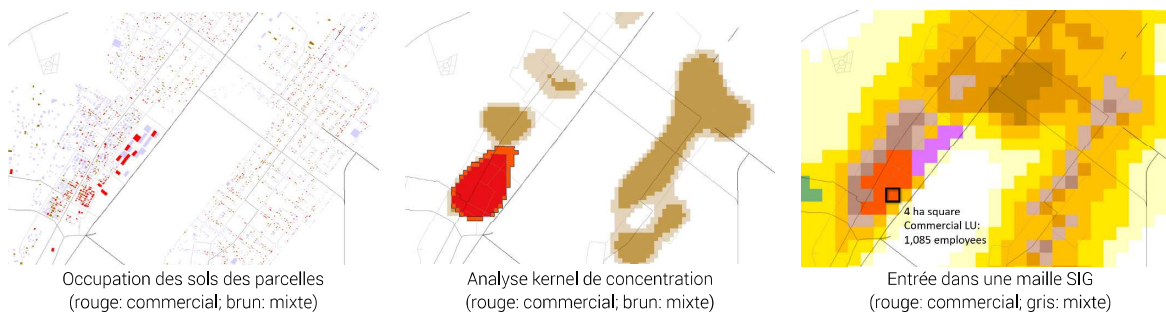 4 ha square
Commercial LU:
1,085 employees
Occupation des sols des parcelles
(rouge: commercial; brun: mixte)
Analyse kernel de concentration
(rouge: commercial; brun: mixte)
Entrée dans une maille SIG
(rouge: commercial; gris: mixte)